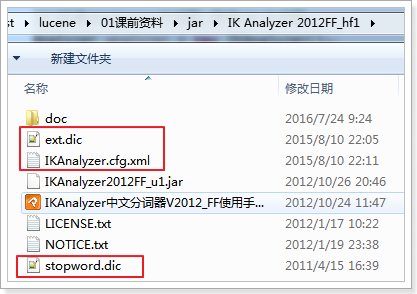 st ▸ lucene ▸ 01课前资料 ▸ jar ▸ IK Analyzer 2012FF_hf1 ▸
新建文件夹
名称 修改日期
doc 2016/7/24 9:24
ext.dic 2015/8/10 22:05
IKAnalyzer.cfg.xml 2015/8/10 22:11
IKAnalyzer2012FF_u1.jar 2012/10/26 20:46
IKAnalyzer中文分词器V2012_FF使用手... 2012/10/24 11:47
LICENSE.txt 2012/1/17 10:22
NOTICE.txt 2012/1/19 23:38
stopword.dic 2011/4/15 16:39